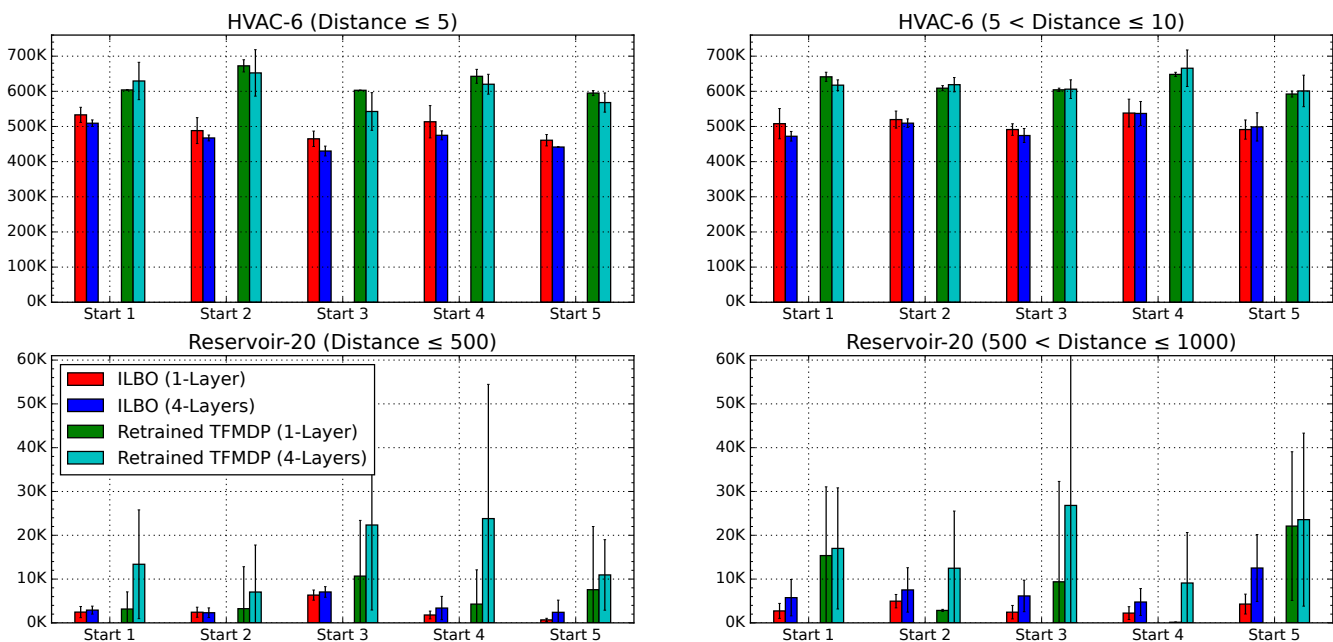 HVAC-6 (Distance ≤ 5)
700K
600K
500K
400K
300K
200K
100K
0K
Start 1 Start 2 Start 3 Start 4 Start 5
HVAC-6 (5 < Distance ≤ 10)
700K
600K
500K
400K
300K
200K
100K
0K
Start 1 Start 2 Start 3 Start 4 Start 5
Reservoir-20 (Distance ≤ 500)
60K
50K
40K
30K
20K
10K
0K
ILBO (1-Layer)
ILBO (4-Layers)
Retrained TFMDP (1-Layer)
Retrained TFMDP (4-Layers)
Start 1 Start 2 Start 3 Start 4 Start 5
Reservoir-20 (500 < Distance ≤ 1000)
60K
50K
40K
30K
20K
10K
0K
Start 1 Start 2 Start 3 Start 4 Start 5